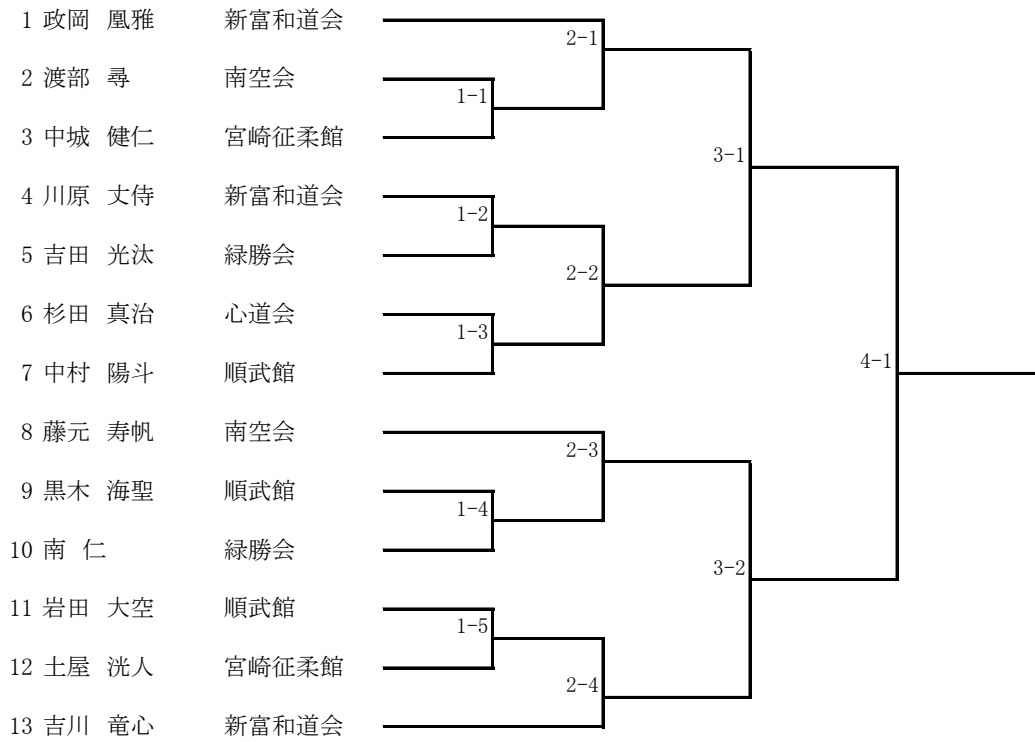 1 政岡 凰雅 新富和道会
2-1
2 渡部 尋 南空会
1-1
3 中城 健仁 宮崎征柔館
3-1
4 川原 丈侍 新富和道会
1-2
5 吉田 光汰 緑勝会
2-2
6 杉田 真治 心道会
1-3
7 中村 陽斗 順武館
4-1
8 藤元 寿帆 南空会
2-3
9 黒木 海聖 順武館
1-4
10 南 仁 緑勝会
3-2
11 岩田 大空 順武館
1-5
12 土屋 洸人 宮崎征柔館
2-4
13 吉川 竜心 新富和道会